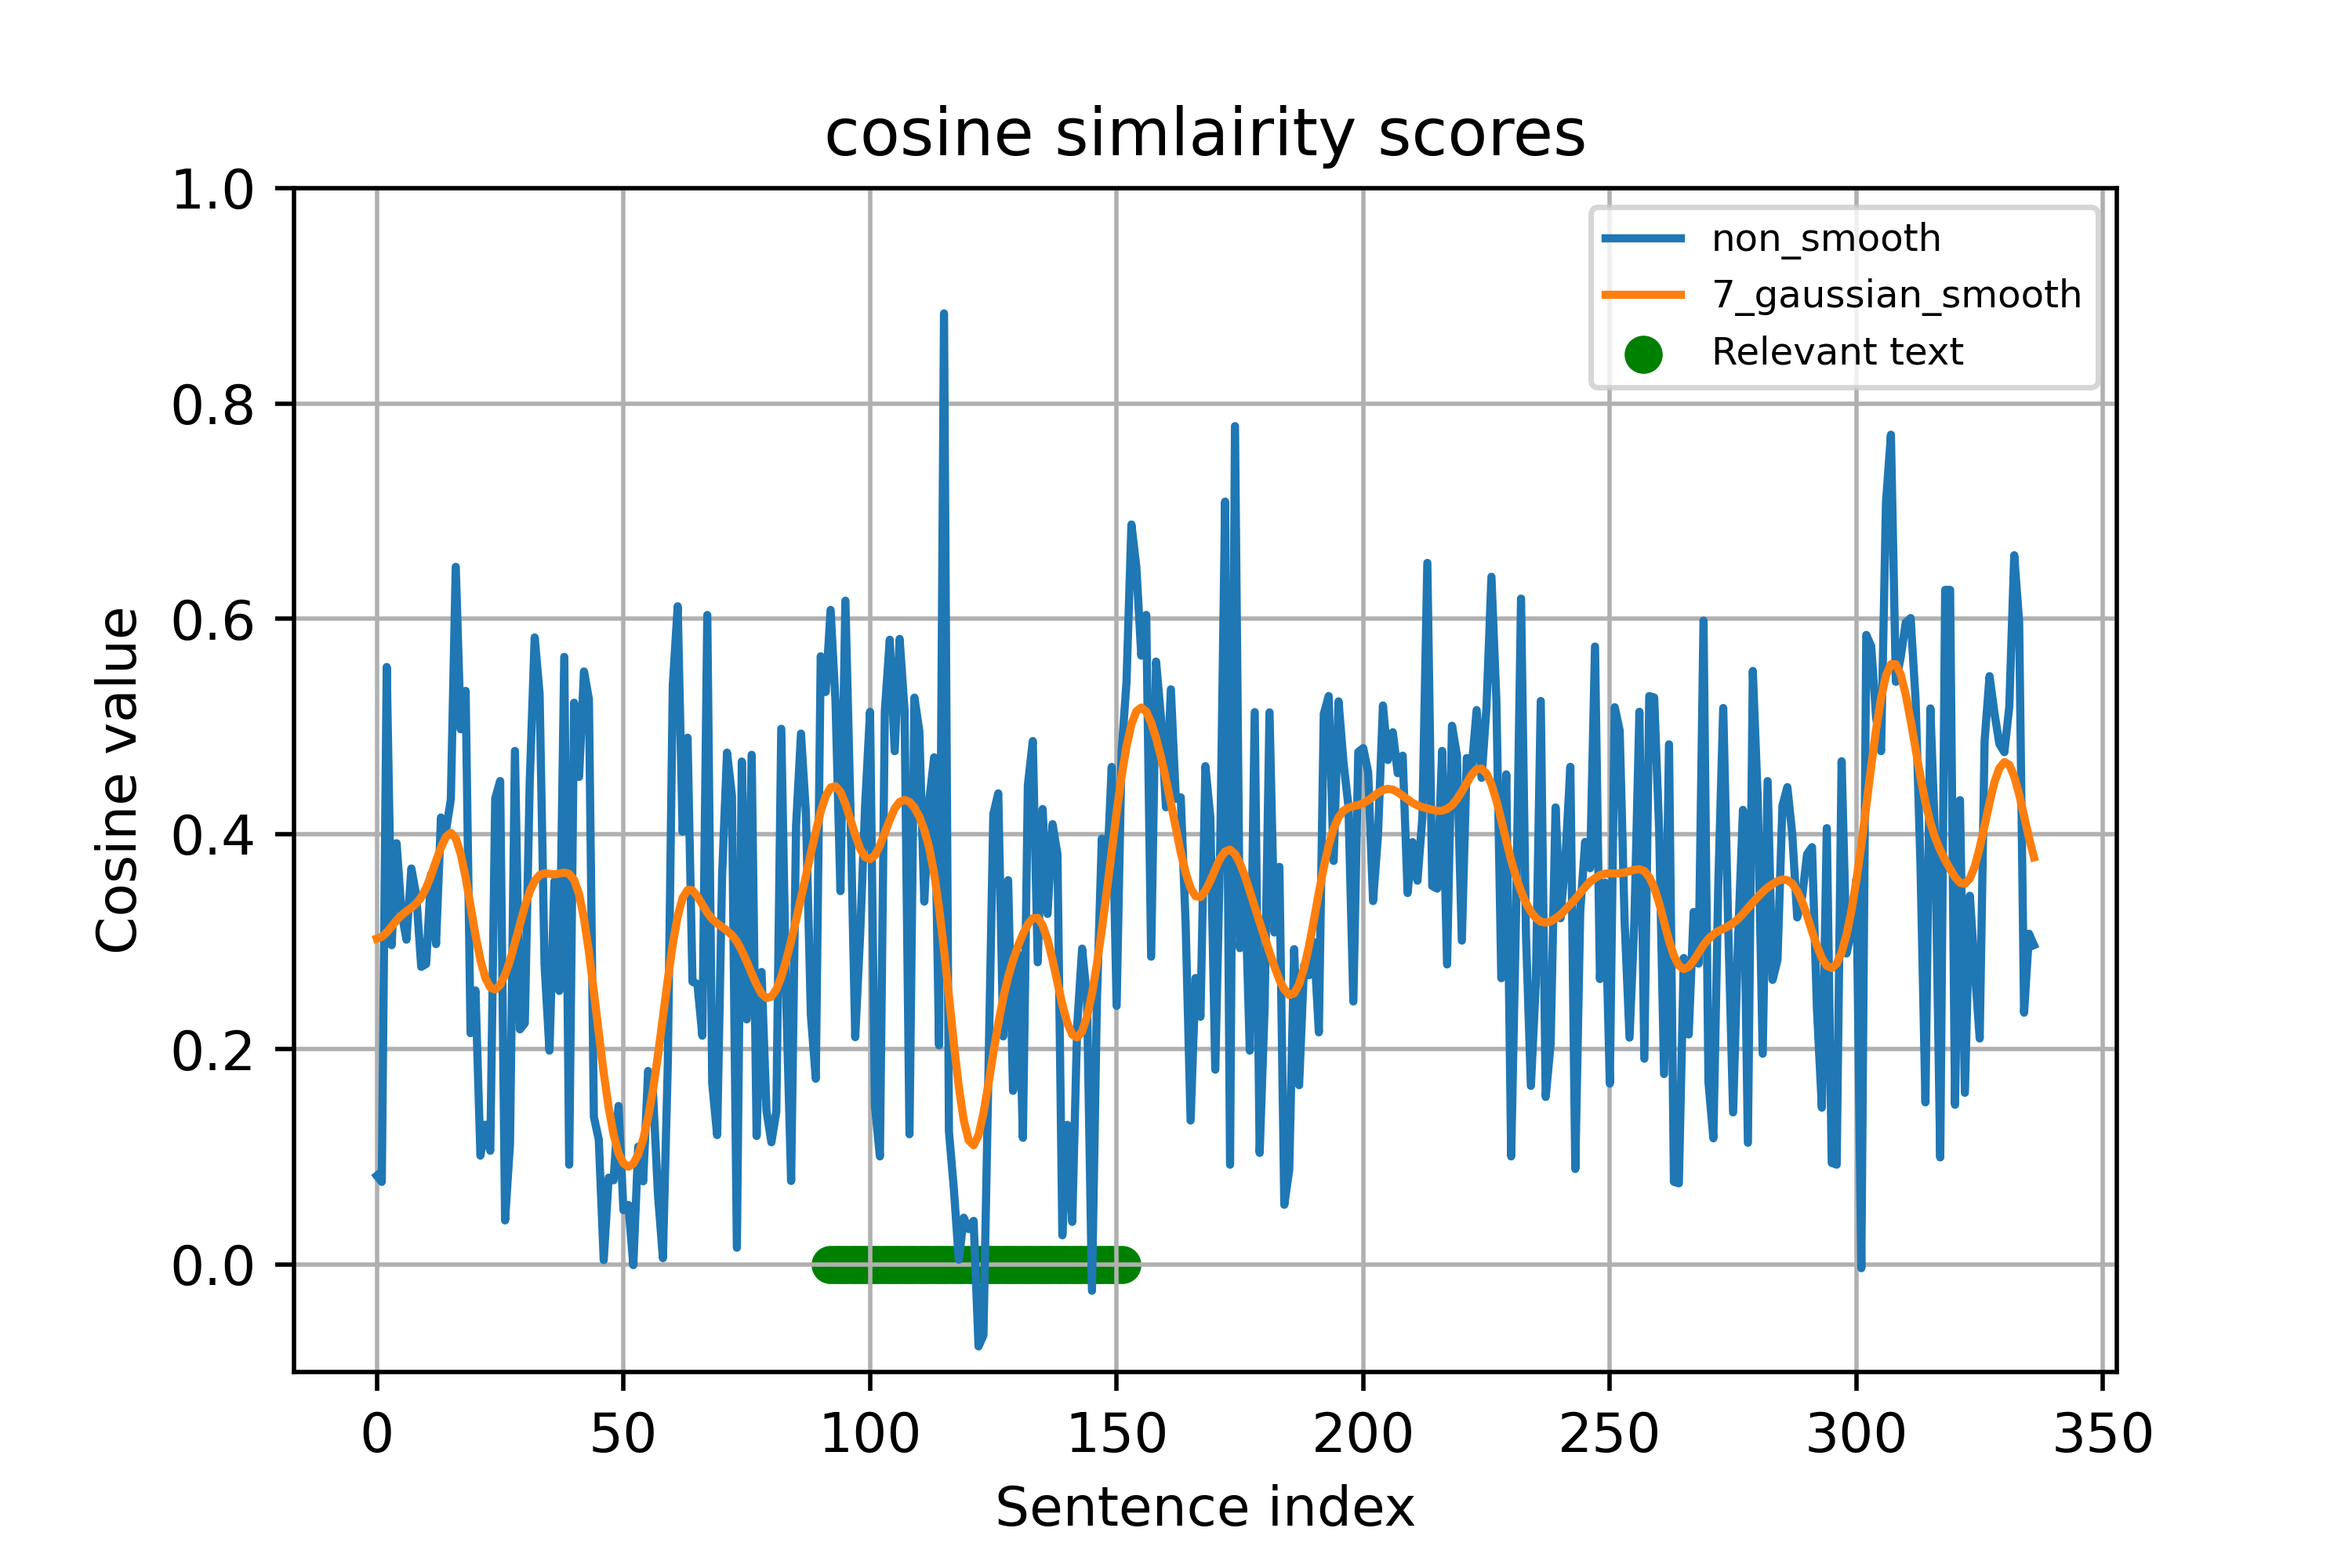 cosine simlairity scores
1.0
0.8
0.6
0.4
0.2
0.0
Cosine value
non_smooth
7_gaussian_smooth
Relevant text
0 50 100 150 200 250 300 350
Sentence index